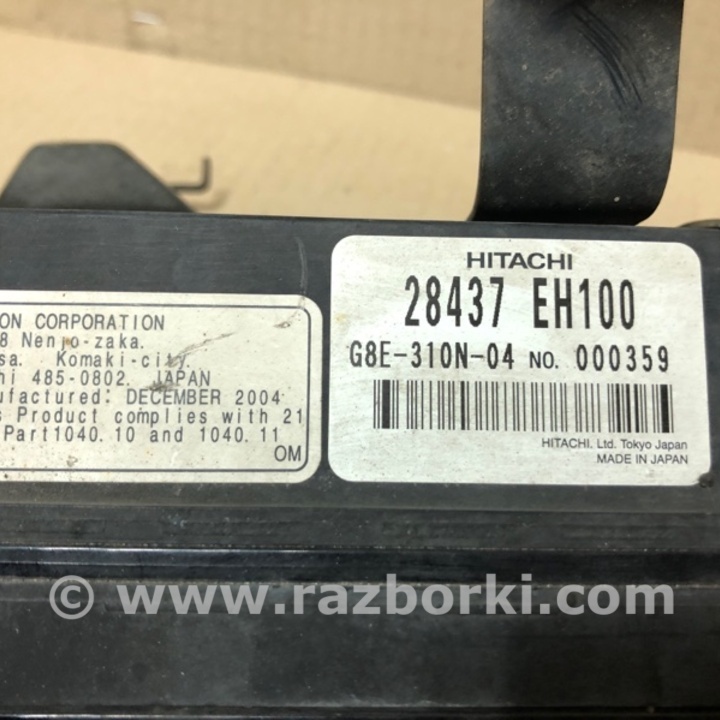 ON CORPORATION
8 Nenjo-zaka.
sa. Komaki-city.
hi 485-0802. JAPAN
nufactured: DECEMBER 2004
s Product complies with 21
Part1040.10 and 1040.11
OM
HITACHI
28437 EH100
G8E-310N-04 NO. 000359
HITACHI. Ltd. Tokyo Japan
MADE IN JAPAN
© www.razborki.com